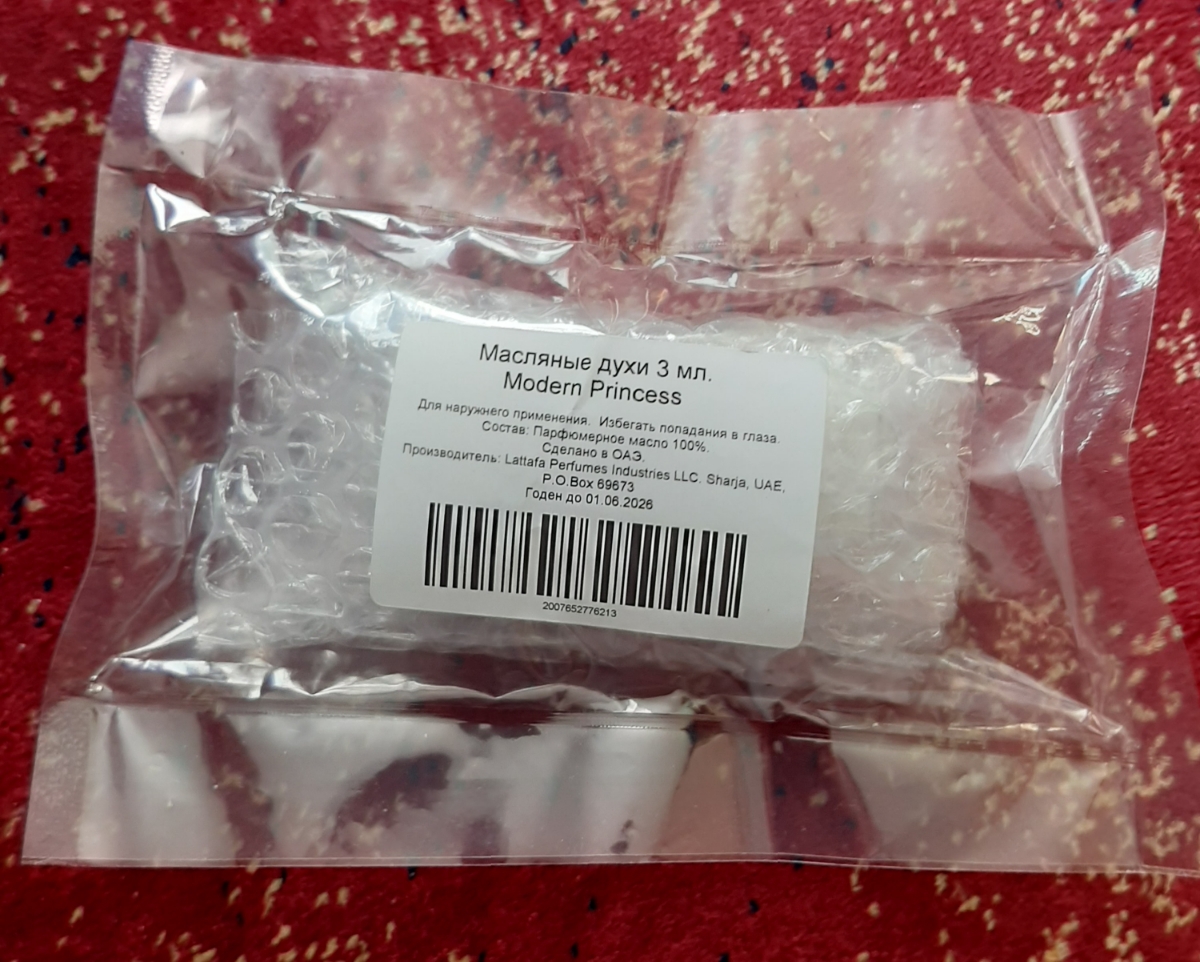 Масляные духи 3 мл.
Modern Princess
Для наружнего применения. Избегать попадания в глаза.
Состав: Парфюмерное масло 100%.
Сделано в ОАЭ.
Производитель: Lattafa Perfumes Industries LLC. Sharja, UAE,
P.O.Box 69673
Годен до 01.06.2026
2007652776213